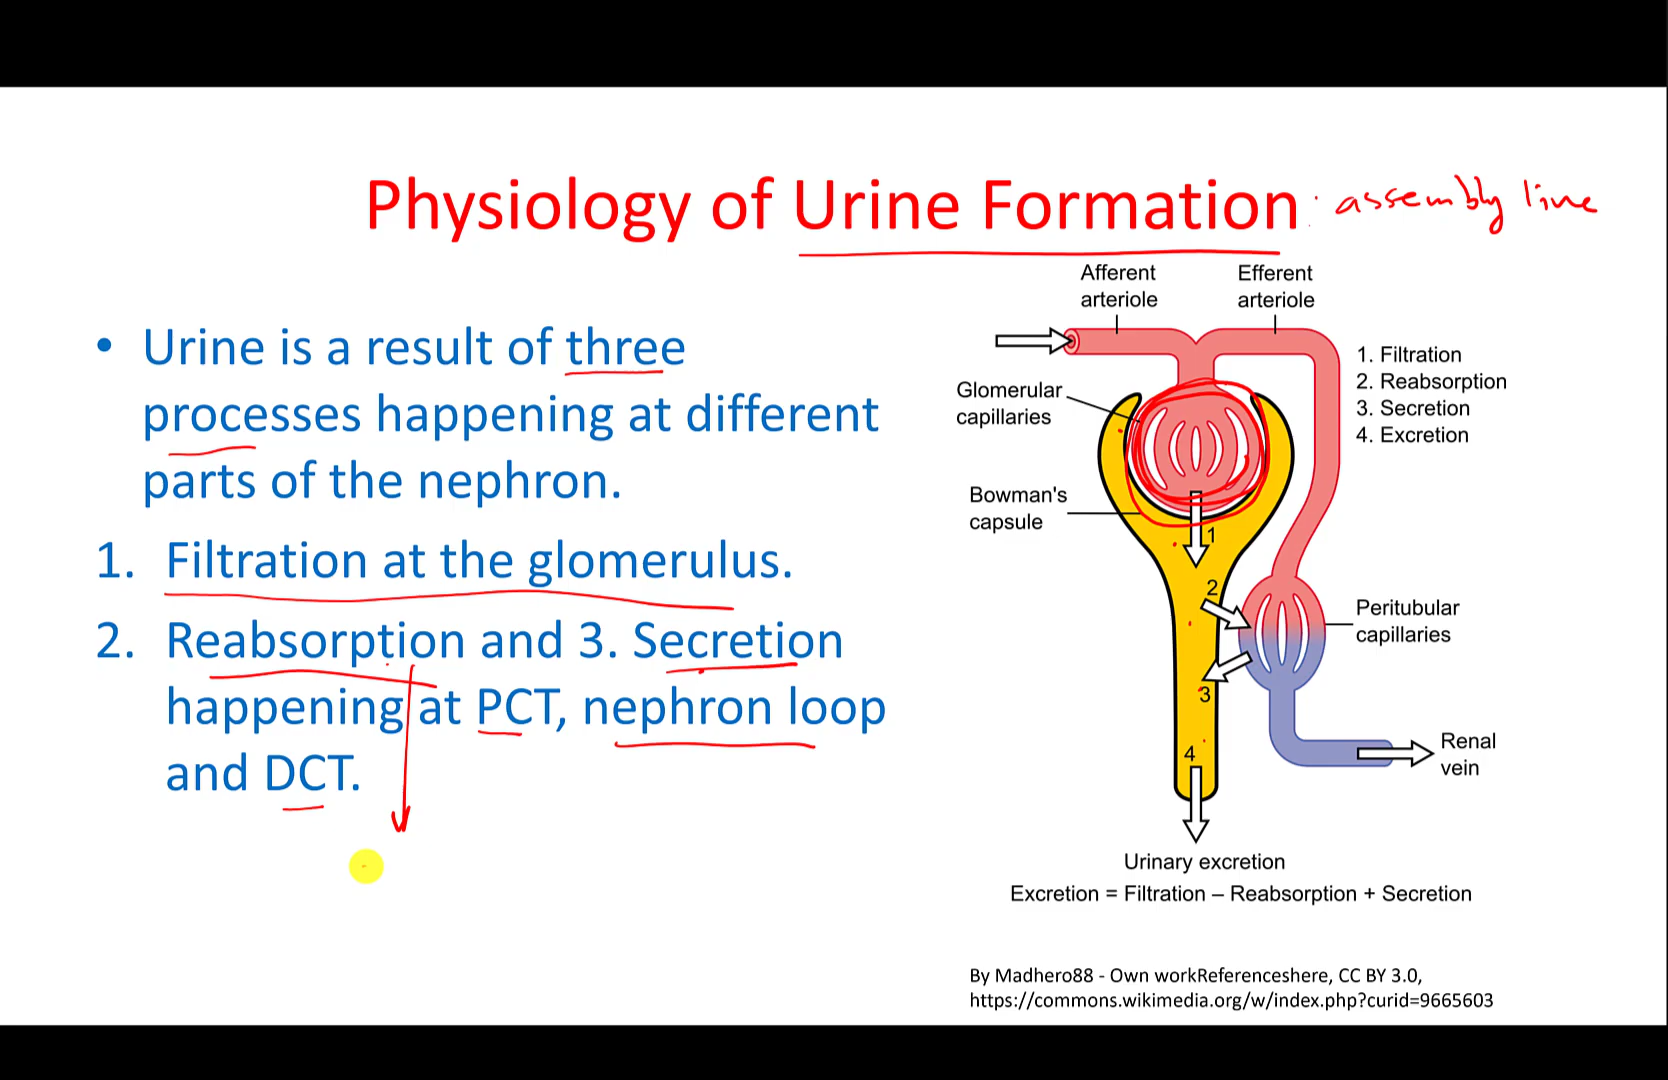 Physiology of Urine Formation : assembly line
• Urine is a result of three
processes happening at different
parts of the nephron.
1. Filtration at the glomerulus.
2. Reabsorption and 3. Secretion
happening at PCT, nephron loop
and DCT.
Afferent
arteriole
Efferent
arteriole
Glomerular
capillaries
1. Filtration
2. Reabsorption
3. Secretion
4. Excretion
Bowman's
capsule
1
2
Peritubular
capillaries
3
4
Renal
vein
Urinary excretion
Excretion = Filtration – Reabsorption + Secretion
By Madhero88 - Own workReferenceshere, CC BY 3.0,
https://commons.wikimedia.org/w/index.php?curid=9665603